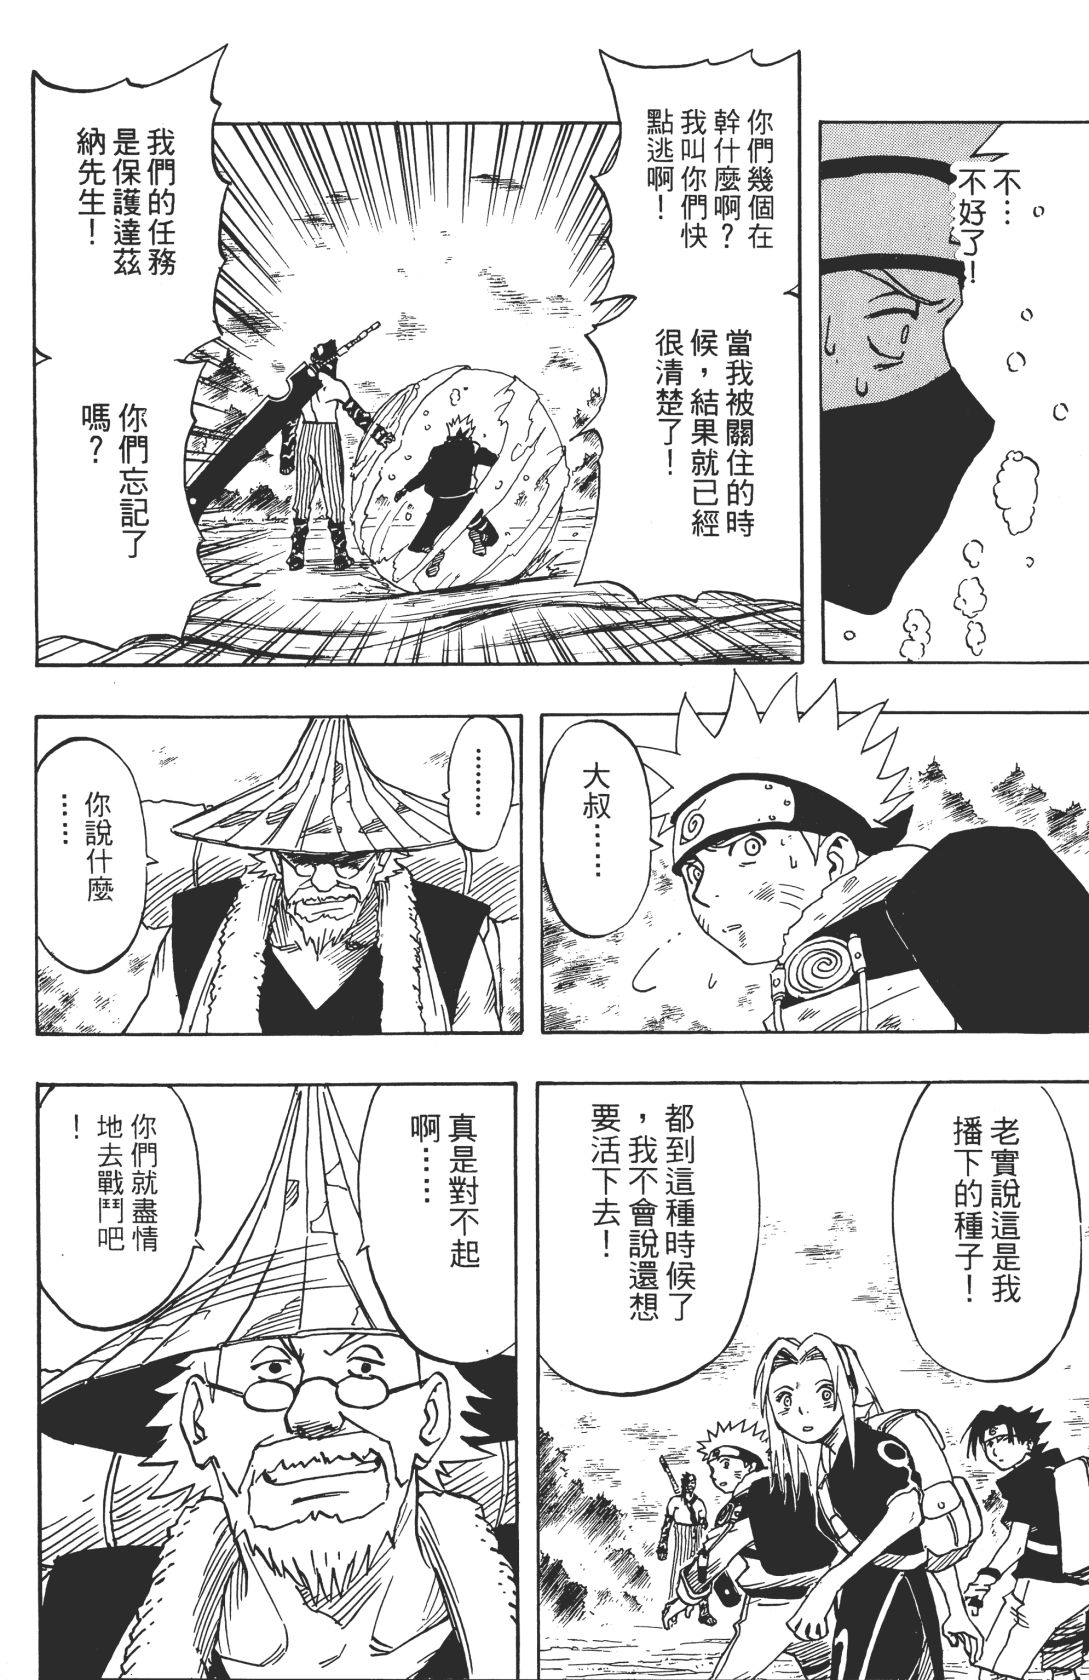 不…
不好了！
你們幾個在
幹什麼啊？
我叫你們快
點逃啊！
當我被關住的時
候，結果就已經
很清楚了！
我們的任務
是保護達茲
納先生！
你們忘記了
嗎？
大叔……
………
你說什麼
……
老實說這是我
播下的種子！
都到這種時候了
，我不會說還想
要活下去！
真是對不起
啊……
你們就盡情
地去戰鬥吧
！